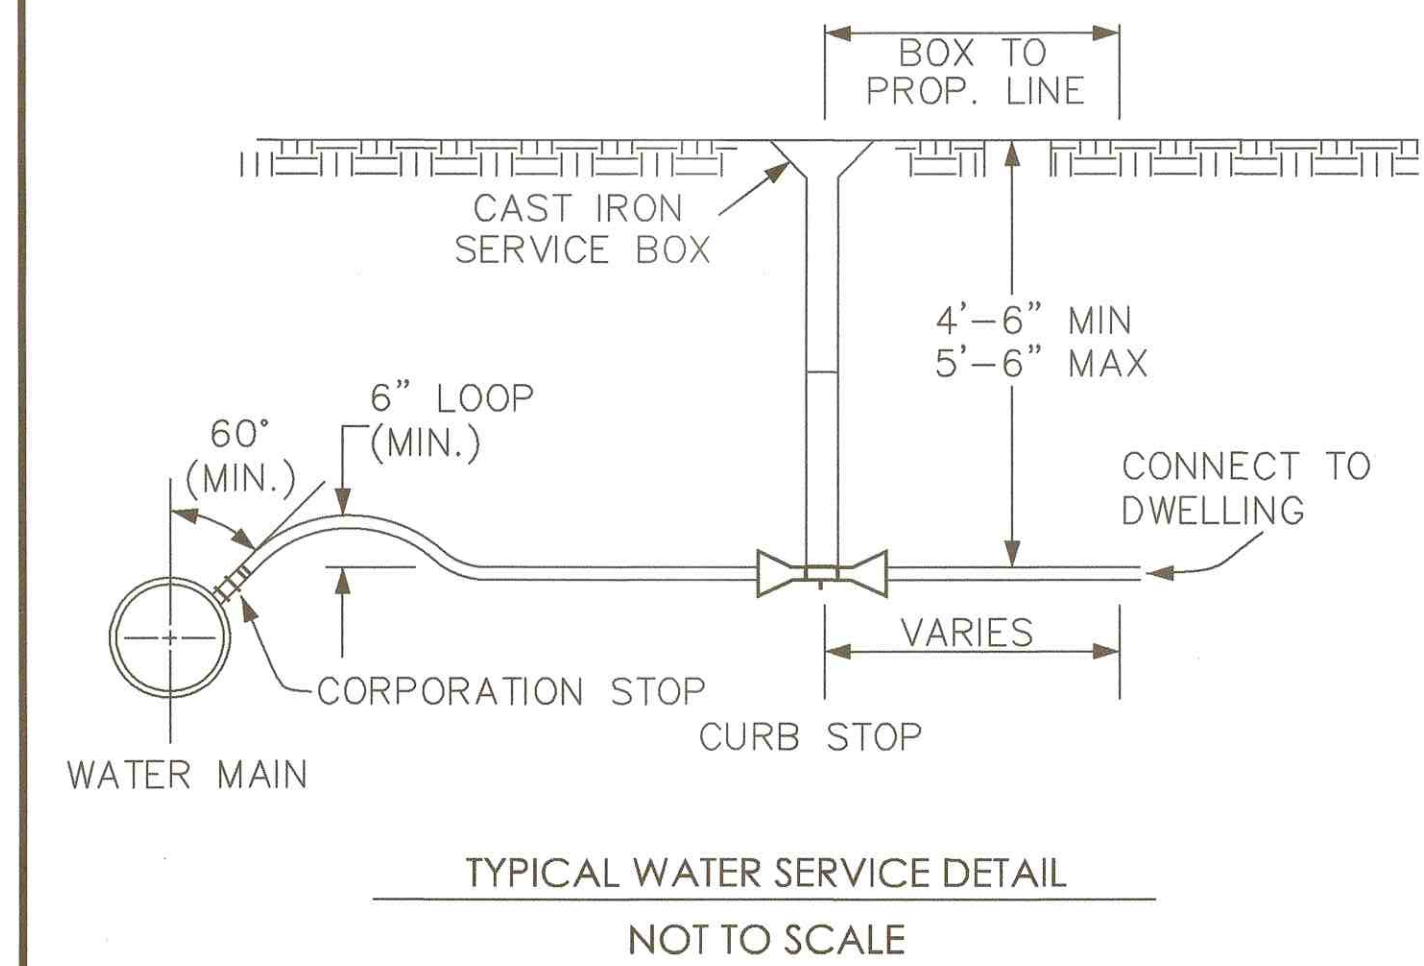 BOX TO
PROP. LINE
CAST IRON
SERVICE BOX
4'-6" MIN
5'-6" MAX
6" LOOP
(MIN.)
60°
(MIN.)
CONNECT TO
DWELLING
VARIES
CORPORATION STOP
CURB STOP
WATER MAIN
TYPICAL WATER SERVICE DETAIL
NOT TO SCALE